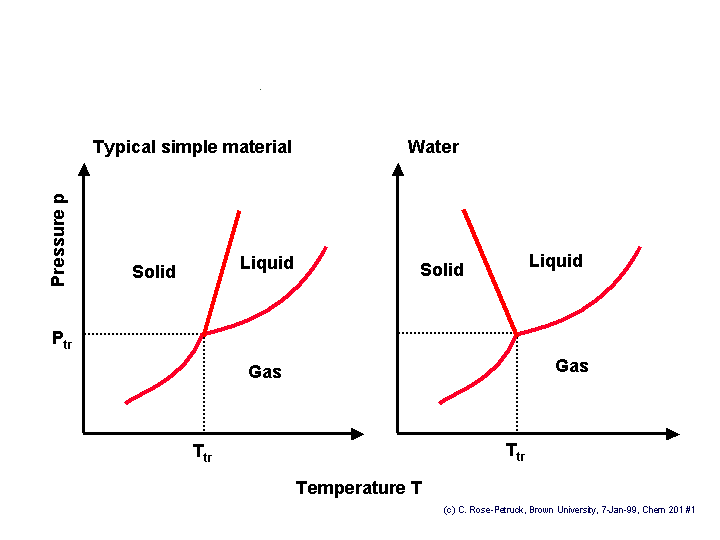 Typical simple material
Water
Pressure p
Solid
Liquid
Solid
Liquid
Ptr
Gas
Gas
Ttr
Ttr
Temperature T
(c) C. Rose-Petruck, Brown University, 7-Jan-99, Chem 201 #1